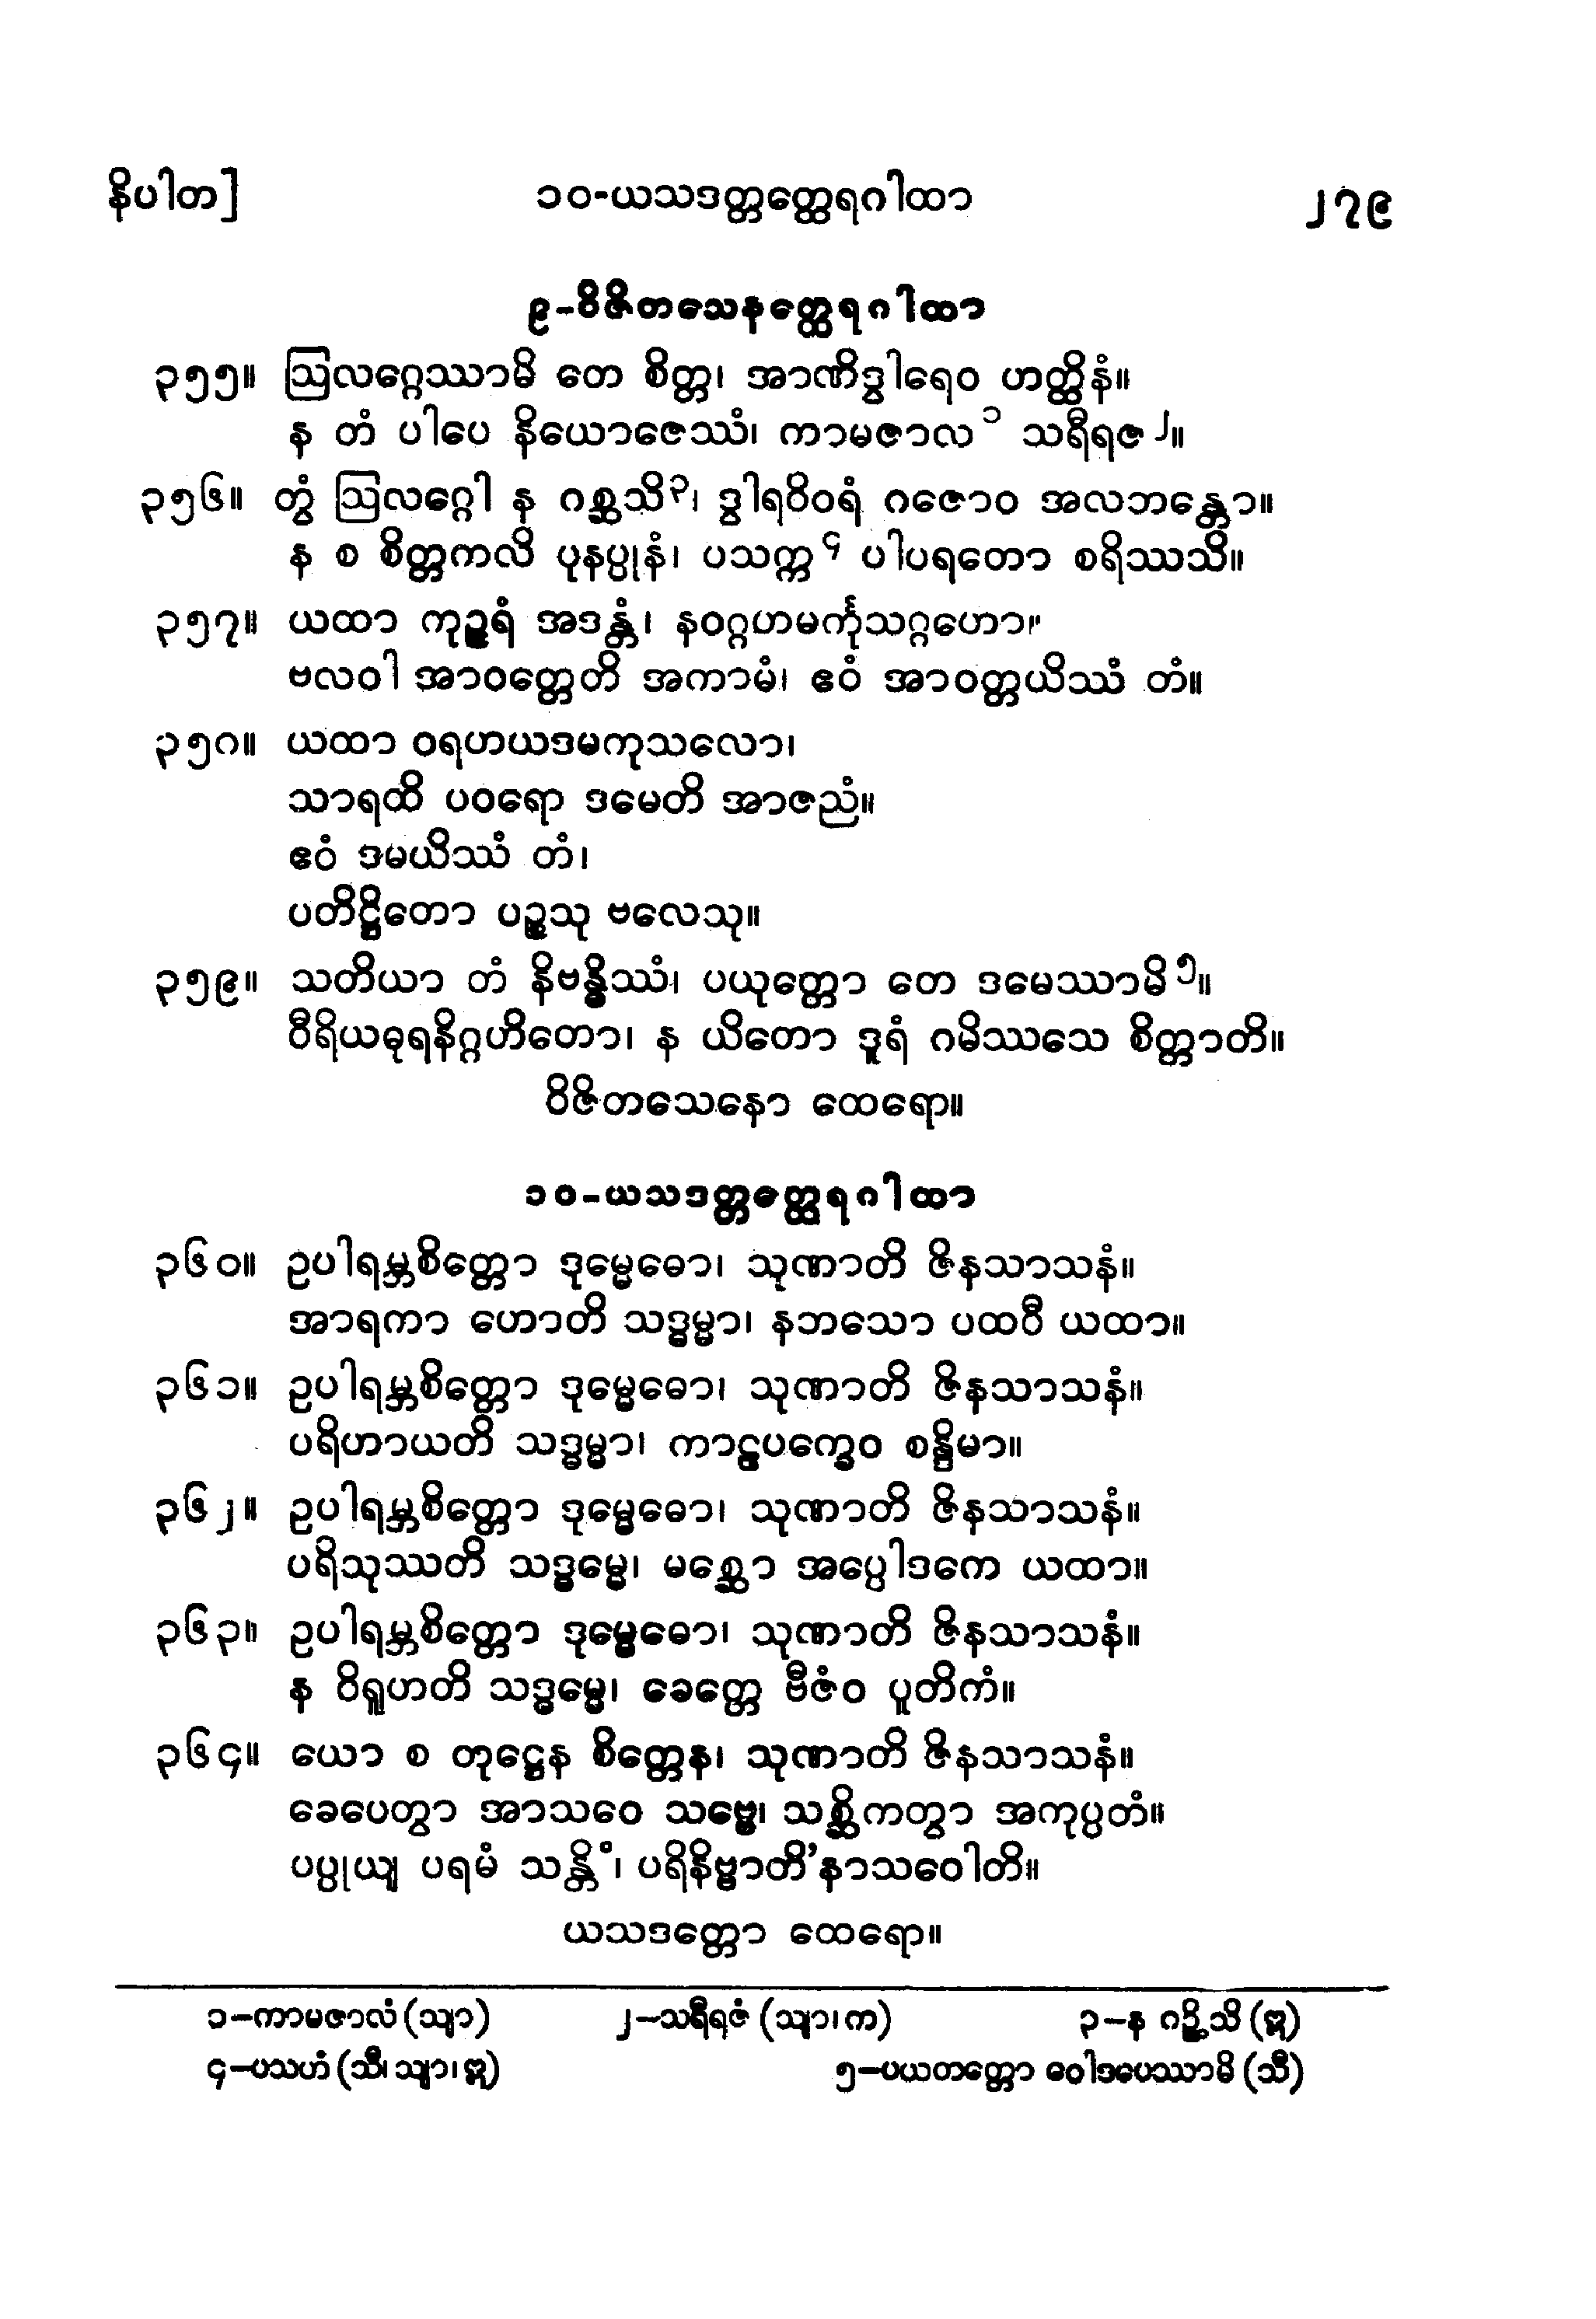 နိပါတ]
၁၀-ယသဒတ္တတ္ထေရဂါထာ
၂၇၉
၉-ဝိဇိတသေနတ္ထေရဂါထာ
၃၅၅။ ဩလဂ္ဂေဿာမိ တေ စိတ္တ၊ အာဏိဒွါရေဝ ဟတ္ထိနံ။
န တံ ပါပေ နိယောဇေဿံ၊ ကာမဇာလ၁ သရီရဇ၂။
၃၅၆။ တွံ ဩလဂ္ဂေါ န ဂစ္ဆသိ၃၊ ဒွါရဝိဝရံ ဂဇောဝ အလဘန္တော။
န စ စိတ္တကလိ ပုနပ္ပုနံ၊ ပသက္က၄ ပါပရတော စရိဿသိ။
၃၅၇။ ယထာ ကုဉ္ဇရံ အဒန္တံ၊ နဝဂ္ဂဟမင်္ကုသဂ္ဂဟော။
ဗလဝါ အာဝတ္တေတိ အကာမံ၊ ဧဝံ အာဝတ္တယိဿံ တံ။
၃၅၈။ ယထာ ဝရဟယဒမကုသလော၊
သာရထိ ပဝရော ဒမေတိ အာဇညံ။
ဧဝံ ဒမယိဿံ တံ၊
ပတိဋ္ဌိတော ပဉ္စသု ဗလေသု။
၃၅၉။ သတိယာ တံ နိဗန္ဓိဿံ၊ ပယုတ္တော တေ ဒမေဿာမိ၅။
ဝီရိယဓုရနိဂ္ဂဟိတော၊ န ယိတော ဒူရံ ဂမိဿသေ စိတ္တာတိ။
ဝိဇိတသေနော ထေရော။
၁၀-ယသဒတ္တတ္ထေရဂါထာ
၃၆၀။ ဥပါရမ္ဘစိတ္တော ဒုမ္မေဓော၊ သုဏာတိ ဇိနသာသနံ။
အာရကာ ဟောတိ သဒ္ဓမ္မာ၊ နဘသော ပထဝီ ယထာ။
၃၆၁။ ဥပါရမ္ဘစိတ္တော ဒုမ္မေဓော၊ သုဏာတိ ဇိနသာသနံ။
ပရိဟာယတိ သဒ္ဓမ္မာ၊ ကာဠပက္ခေဝ စန္ဒိမာ။
၃၆၂။ ဥပါရမ္ဘစိတ္တော ဒုမ္မေဓော၊ သုဏာတိ ဇိနသာသနံ။
ပရိသုဿတိ သဒ္ဓမ္မေ၊ မစ္ဆော အပ္ပေါဒကေ ယထာ။
၃၆၃။ ဥပါရမ္ဘစိတ္တော ဒုမ္မေဓော၊ သုဏာတိ ဇိနသာသနံ။
န ဝိရူဟတိ သဒ္ဓမ္မေ၊ ခေတ္တေ ဗီဇံဝ ပူတိကံ။
၃၆၄။ ယော စ တုဋ္ဌေန စိတ္တေန၊ သုဏာတိ ဇိနသာသနံ။
ခေပေတွာ အာသဝေ သဗ္ဗေ၊ သစ္ဆိကတွာ အကုပ္ပတံ။
ပပ္ပုယျ ပရမံ သန္တိံ၊ ပရိနိဗ္ဗာတိ’နာသဝေါတိ။
ယသဒတ္တော ထေရော။
၁–ကာမဇာလံ (သျာ)
၂–သရီရဇံ (သျာ၊ က)
၃–န ဂဉ္ဆိသိ (ဣ)
၄–ပသဟံ (သီ၊ သျာ၊ ဣ)
၅–ပယတတ္တော ဝေါဒပေဿာမိ (သီ)